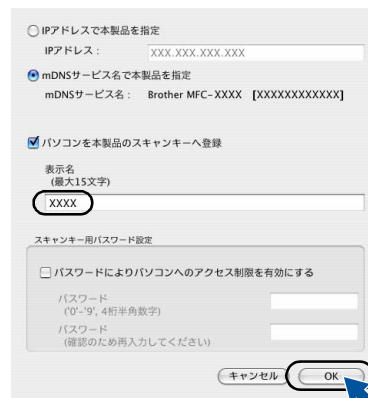 IPアドレスで本製品を指定
IPアドレス： XXX.XXX.XXX.XXX
mDNSサービス名で本製品を指定
mDNSサービス名： Brother MFC-XXXX [XXXXXXXXXXXX]
パソコンを本製品のスキャンキーへ登録
表示名
(最大15文字)
XXXX
スキャンキー用パスワード設定
パスワードによりパソコンへのアクセス制限を有効にする
パスワード
('0'-'9', 4桁半角数字)
パスワード
(確認のため再入力してください)
キャンセル OK